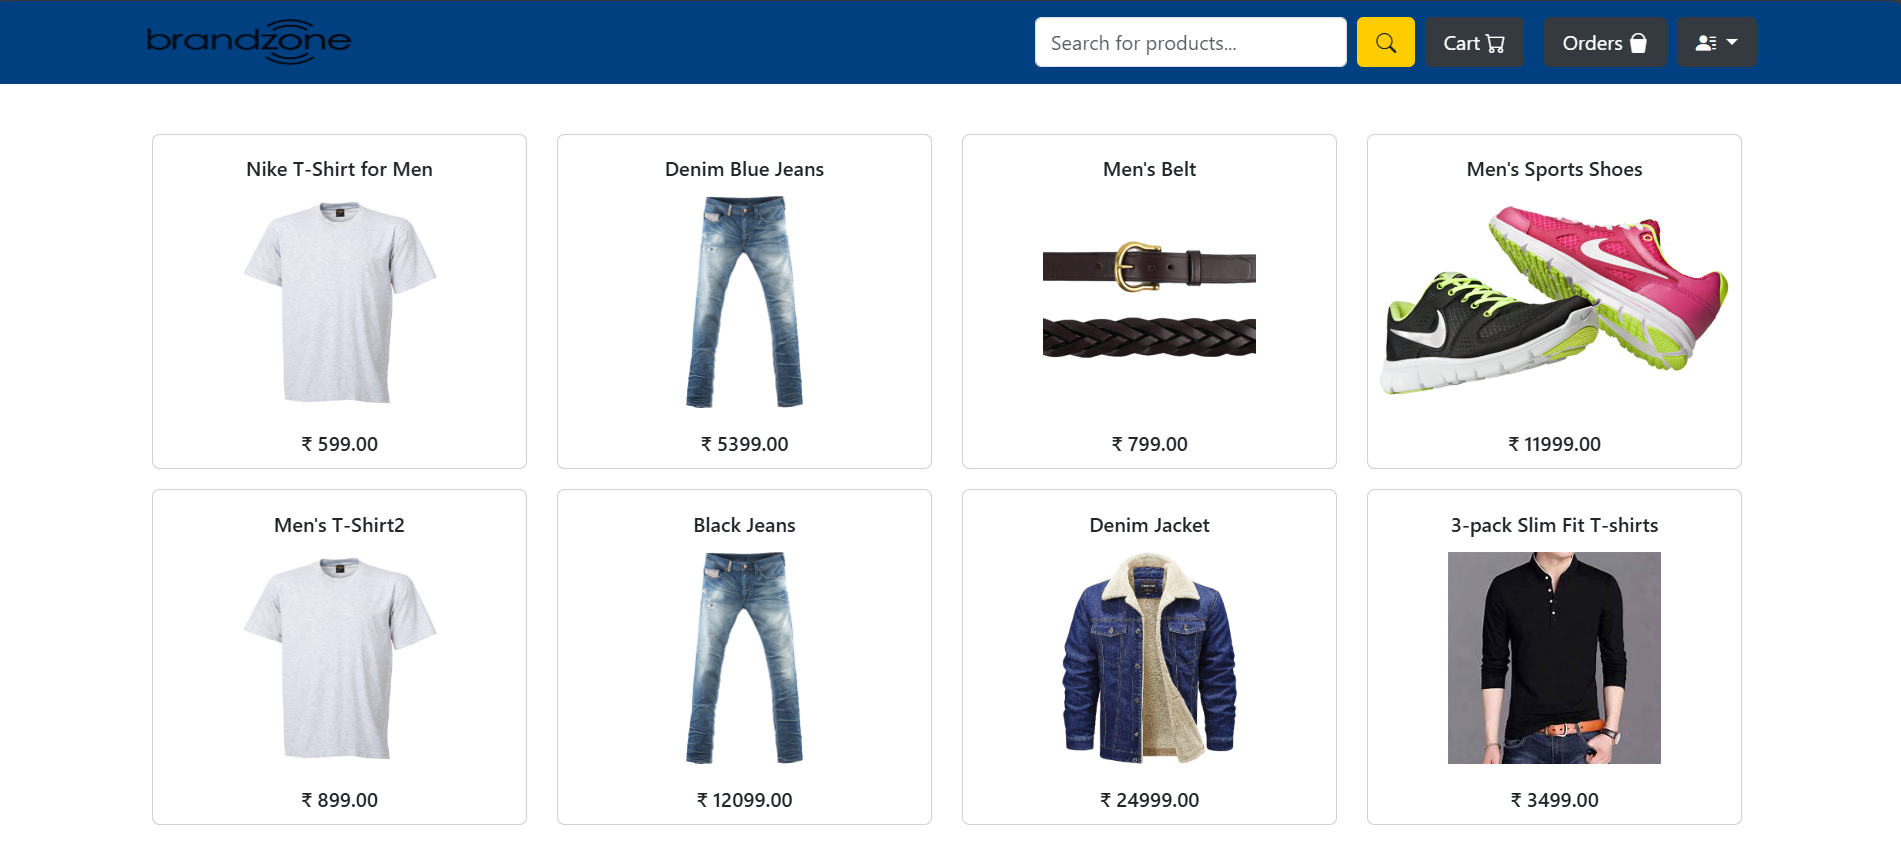 brandzone
Search for products...
Cart
Orders
Nike T-Shirt for Men
Denim Blue Jeans
Men's Belt
Men's Sports Shoes
₹ 599.00
₹ 5399.00
₹ 799.00
₹ 11999.00
Men's T-Shirt2
Black Jeans
Denim Jacket
3-pack Slim Fit T-shirts
₹ 899.00
₹ 12099.00
₹ 24999.00
₹ 3499.00